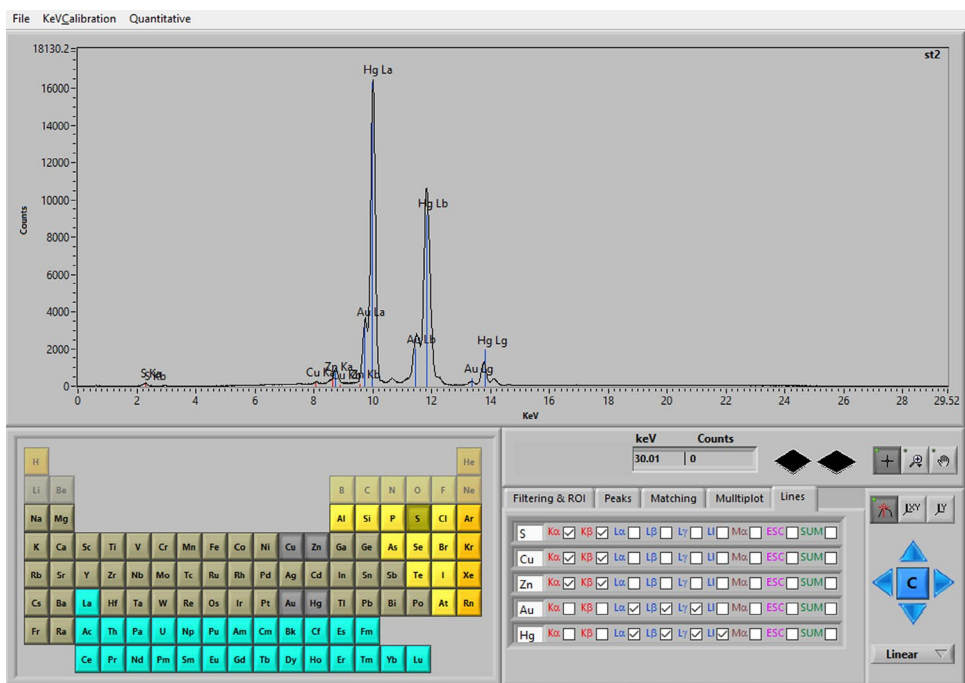 File KeVCalibration Quantitative
18130.2
st2
16000
14000
12000
10000
8000
6000
4000
2000
0
Counts
Hg La
Hg Lb
Au La
Au Lb
Hg Lg
Au Lg
Zn Ka
Cu Ka
Zn Kb
S Ka
S Kb
0 2 4 6 8 10 12 14 16 18 20 22 24 26 28 29.52
KeV
H He
Li Be B C N O F Ne
Na Mg Al Si P S Cl Ar
K Ca Sc Ti V Cr Mn Fe Co Ni Cu Zn Ga Ge As Se Br Kr
Rb Sr Y Zr Nb Mo Tc Ru Rh Pd Ag Cd In Sn Sb Te I Xe
Cs Ba La Hf Ta W Re Os Ir Pt Au Hg Tl Pb Bi Po At Rn
Fr Ra Ac Th Pa U Np Pu Am Cm Bk Cf Es Fm
Ce Pr Nd Pm Sm Eu Gd Tb Dy Ho Er Tm Yb Lu
keV Counts
30.01 0
Filtering & ROI Peaks Matching Mulltiplot Lines
S Kα Kβ Lα Lβ Lγ Ll Mα ESC SUM
Cu Kα Kβ Lα Lβ Lγ Ll Mα ESC SUM
Zn Kα Kβ Lα Lβ Lγ Ll Mα ESC SUM
Au Kα Kβ Lα Lβ Lγ Ll Mα ESC SUM
Hg Kα Kβ Lα Lβ Lγ Ll Mα ESC SUM
XY Y
C
Linear